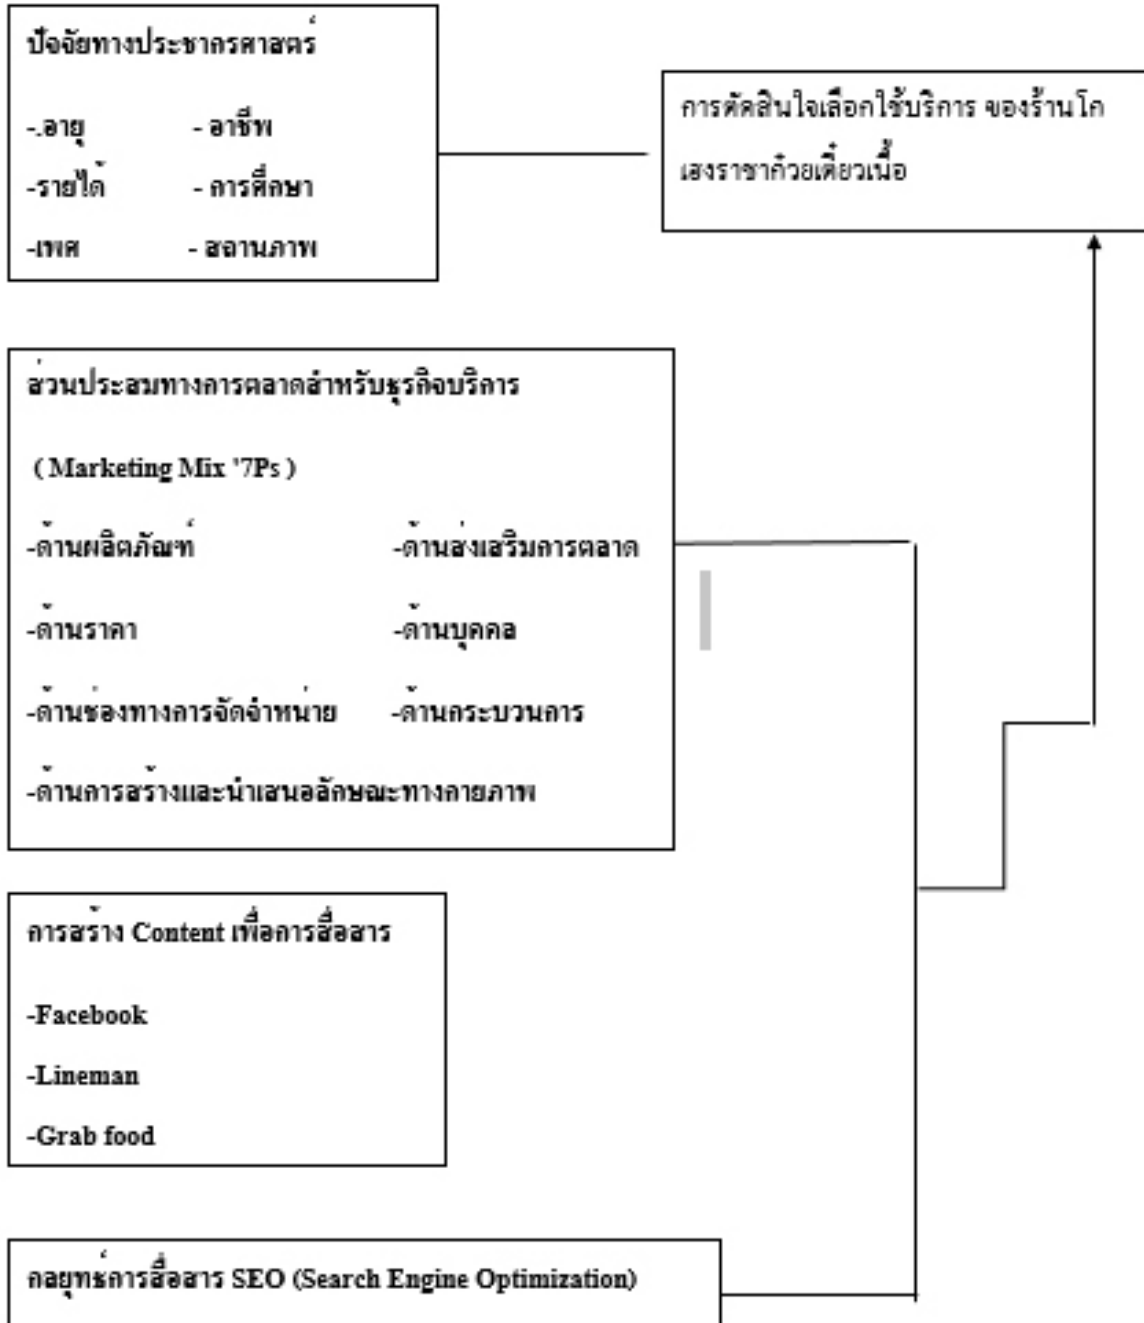 ปัจจัยทางประชากรศาสตร์
-.อายุ - อาชีพ
-รายได้ - การศึกษา
-เพศ - สถานภาพ
การตัดสินใจเลือกใช้บริการ ของร้านโก
เฮงราชาก๋วยเตี๋ยวเนื้อ
ส่วนประสมทางการตลาดสำหรับธุรกิจบริการ
( Marketing Mix '7Ps )
-ด้านผลิตภัณฑ์ -ด้านส่งเสริมการตลาด
-ด้านราคา -ด้านบุคคล
-ด้านช่องทางการจัดจำหน่าย -ด้านกระบวนการ
-ด้านการสร้างและนำเสนอลักษณะทางกายภาพ
การสร้าง Content เพื่อการสื่อสาร
-Facebook
-Lineman
-Grab food
กลยุทธ์การสื่อสาร SEO (Search Engine Optimization)